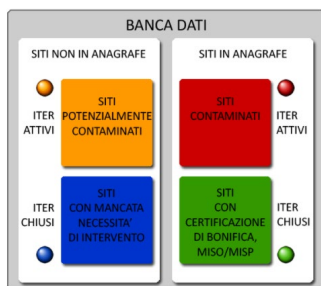 BANCA DATI
SITI NON IN ANAGRAFE
SITI IN ANAGRAFE
ITER
ATTIVI
SITI
POTENZIALMENTE
CONTAMINATI
SITI
CONTAMINATI
ITER
ATTIVI
ITER
CHIUSI
SITI
CON MANCATA
NECESSITA'
DI INTERVENTO
SITI
CON
CERTIFICAZIONE
DI BONIFICA,
MISO/MISP
ITER
CHIUSI